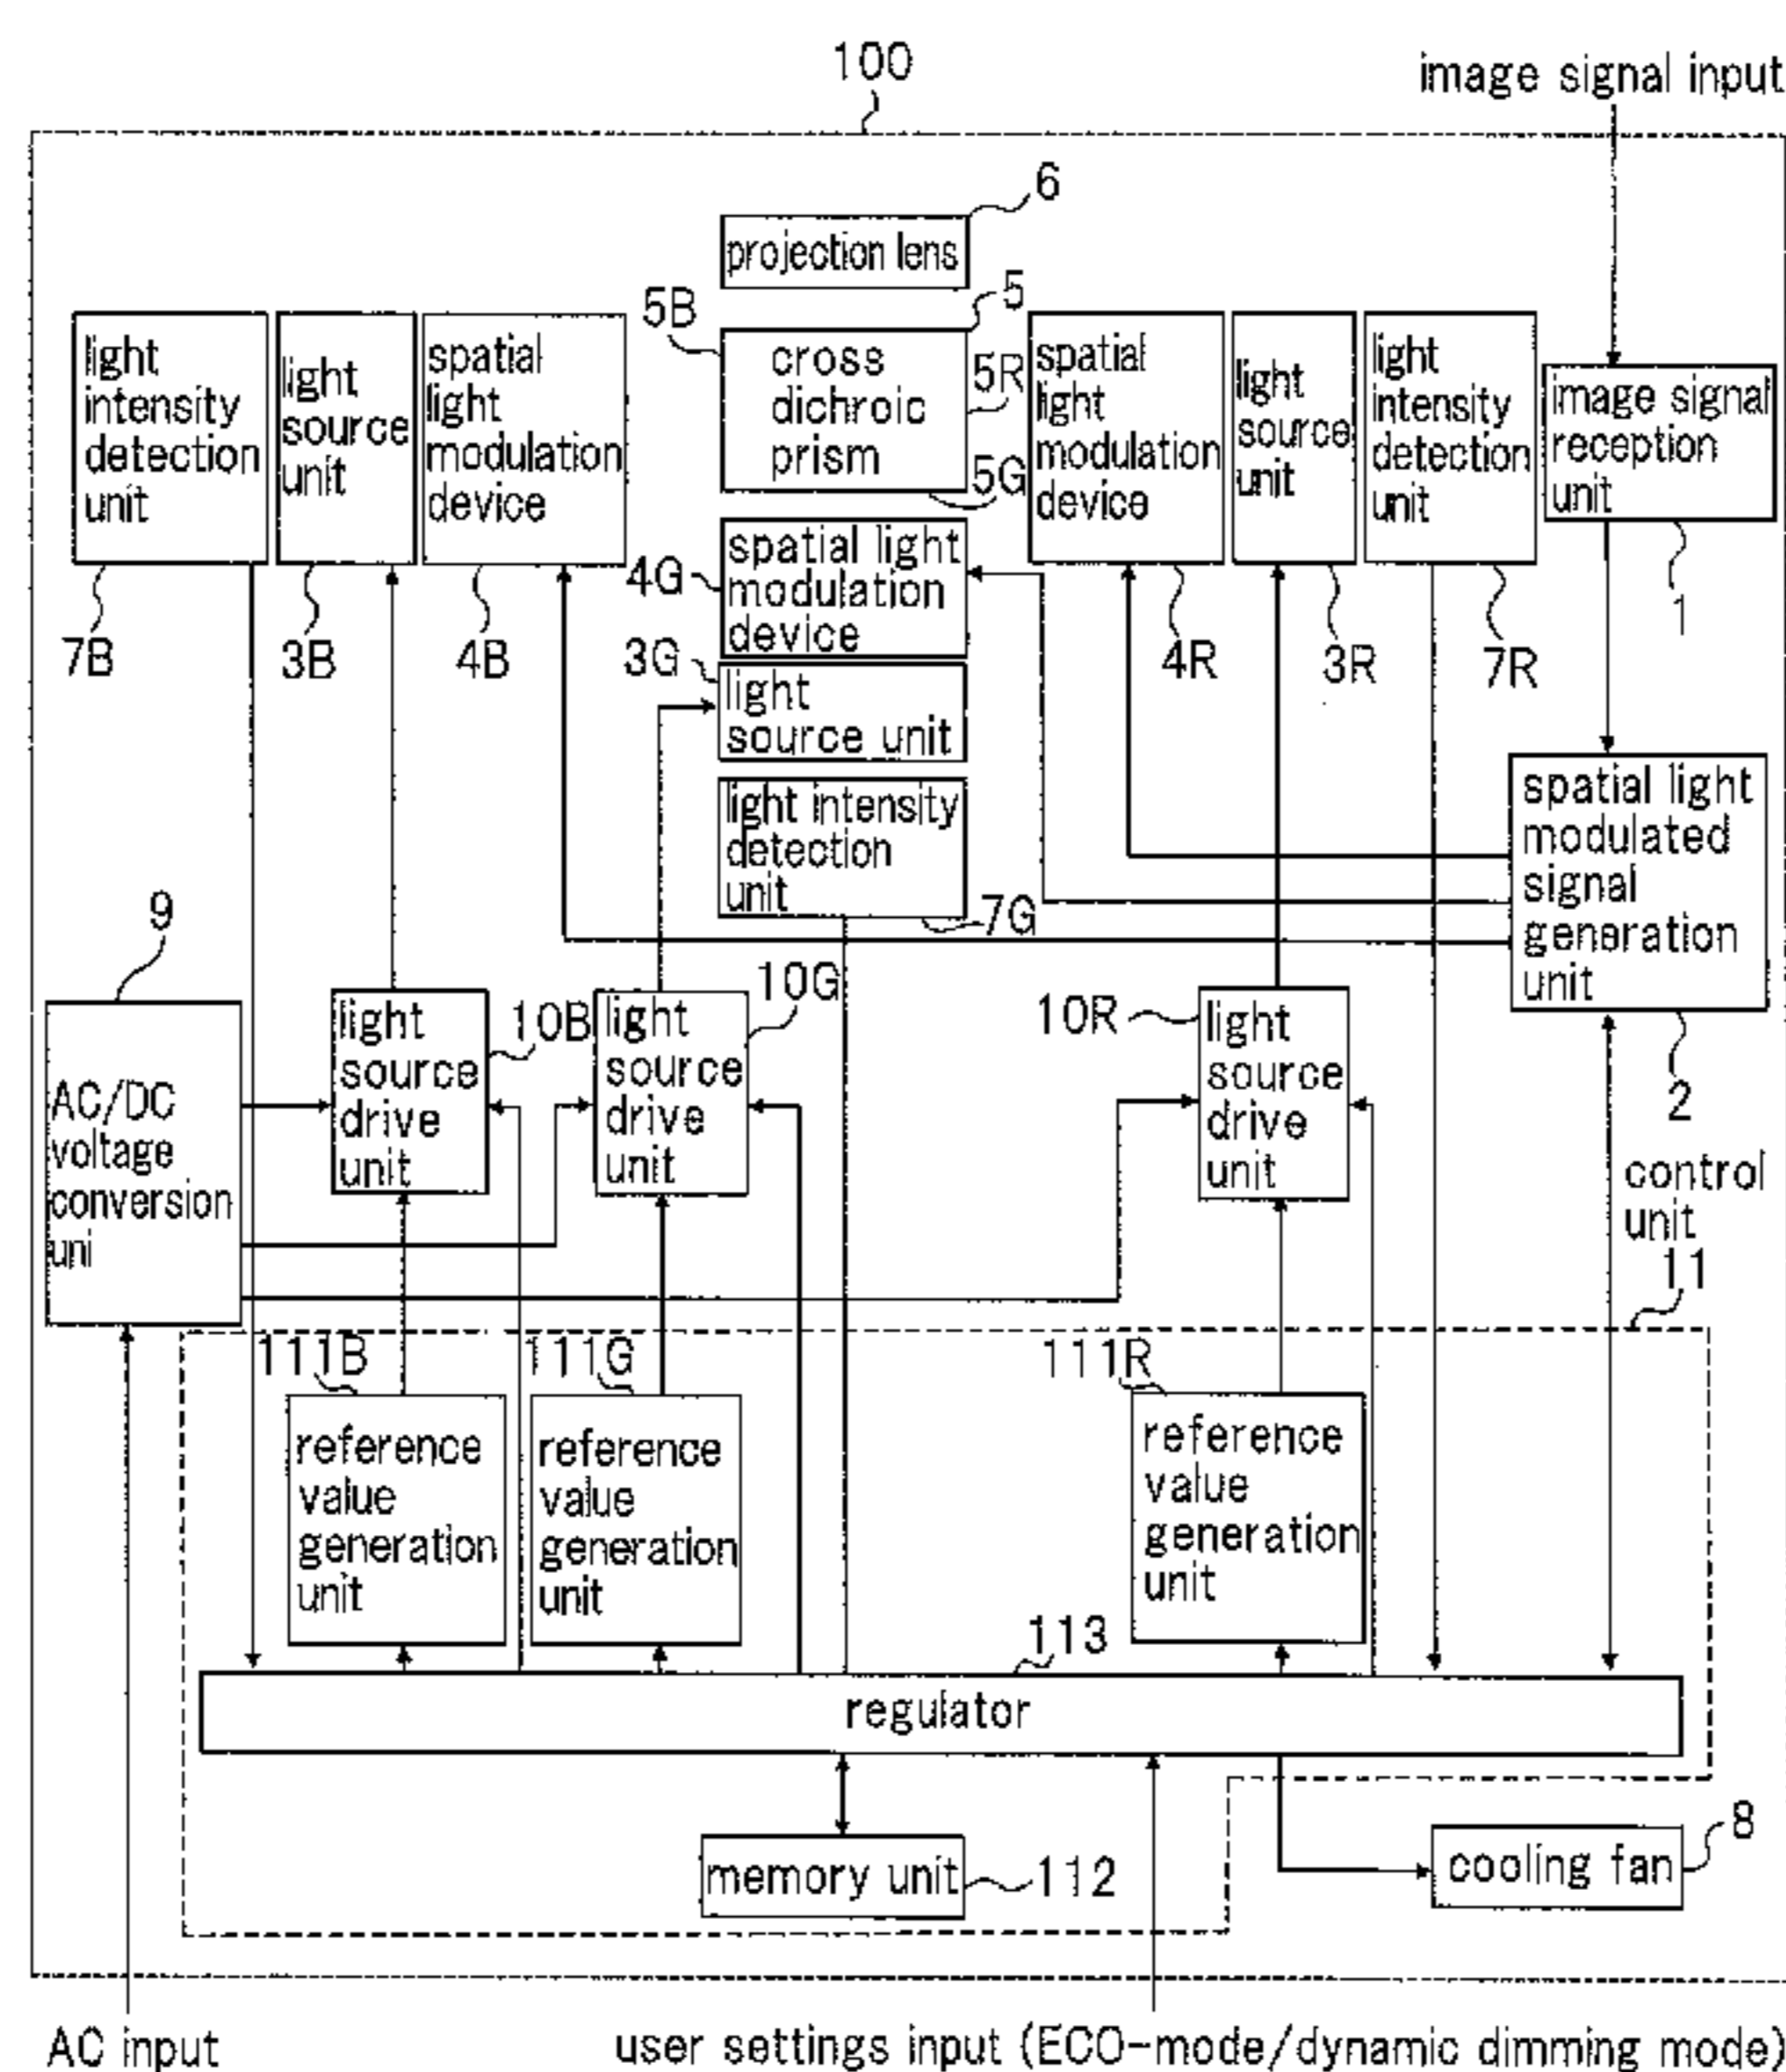 100
image signal input
6
projection lens
5B
5
cross
dichroic
prism
5R
5G
light
intensity
detection
unit
7B
light
source
unit
3B
spatial
light
modulation
device
4B
spatial
light
modulation
device
4R
light
source
unit
3R
light
intensity
detection
unit
7R
image signal
reception
unit
1
4G
spatial light
modulation
device
3G
light
source unit
light intensity
detection
unit
7G
spatial light
modulated
signal
generation
unit
2
9
AC/DC
voltage
conversion
uni
light
source
drive
unit
10B
light
source
drive
unit
10G
10R
light
source
drive
unit
control
unit
11
111B
reference
value
generation
unit
111G
reference
value
generation
unit
111R
reference
value
generation
unit
113
regulator
memory unit
112
cooling fan
8
AC input
user settings input (ECO-mode/dynamic dimming mode)